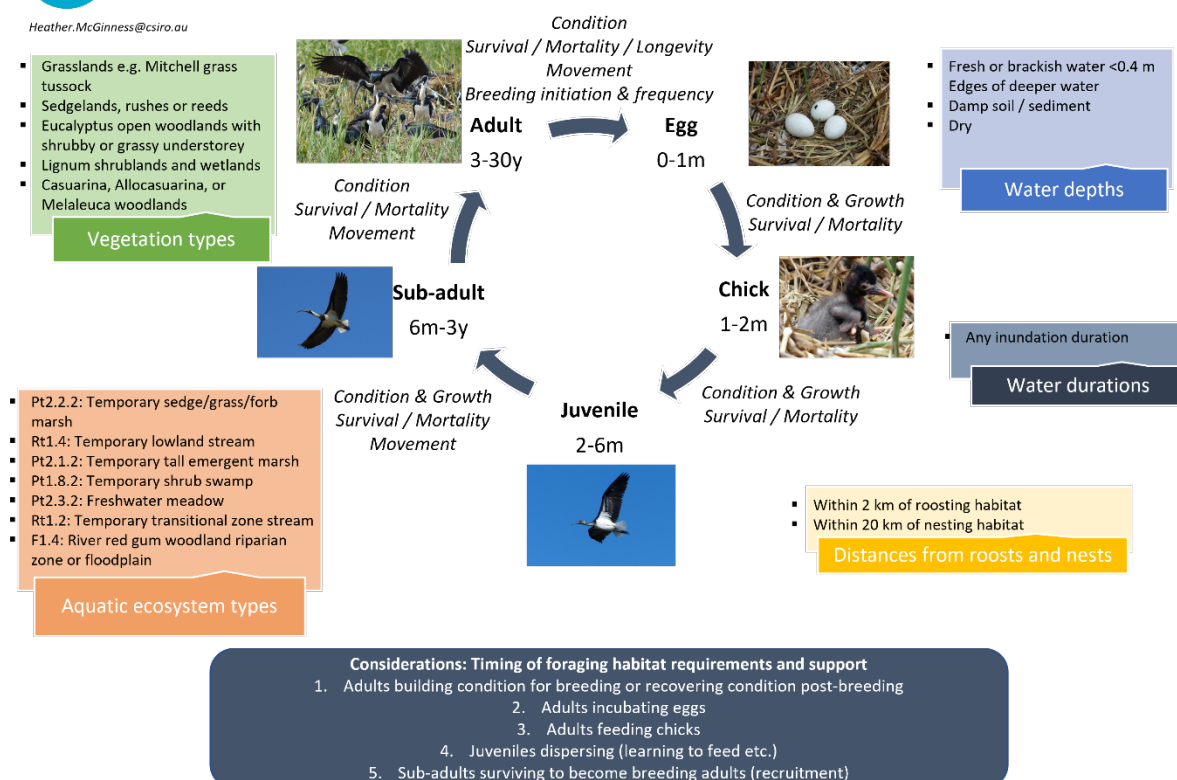 Heather.McGinness@csiro.au
▪ Grasslands e.g. Mitchell grass
tussock
▪ Sedgelands, rushes or reeds
▪ Eucalyptus open woodlands with
shrubby or grassy understorey
▪ Lignum shrublands and wetlands
▪ Casuarina, Allocasuarina, or
Melaleuca woodlands
Vegetation types
Condition
Survival / Mortality / Longevity
Movement
Breeding initiation & frequency
Adult
3-30y
Egg
0-1m
▪ Fresh or brackish water <0.4 m
▪ Edges of deeper water
▪ Damp soil / sediment
▪ Dry
Water depths
Condition
Survival / Mortality
Movement
Condition & Growth
Survival / Mortality
Sub-adult
6m-3y
Chick
1-2m
▪ Any inundation duration
Water durations
Condition & Growth
Survival / Mortality
Movement
Juvenile
2-6m
Condition & Growth
Survival / Mortality
▪ Pt2.2.2: Temporary sedge/grass/forb
marsh
▪ Rt1.4: Temporary lowland stream
▪ Pt2.1.2: Temporary tall emergent marsh
▪ Pt1.8.2: Temporary shrub swamp
▪ Pt2.3.2: Freshwater meadow
▪ Rt1.2: Temporary transitional zone stream
▪ F1.4: River red gum woodland riparian
zone or floodplain
Aquatic ecosystem types
▪ Within 2 km of roosting habitat
▪ Within 20 km of nesting habitat
Distances from roosts and nests
Considerations: Timing of foraging habitat requirements and support
1. Adults building condition for breeding or recovering condition post-breeding
2. Adults incubating eggs
3. Adults feeding chicks
4. Juveniles dispersing (learning to feed etc.)
5. Sub-adults surviving to become breeding adults (recruitment)